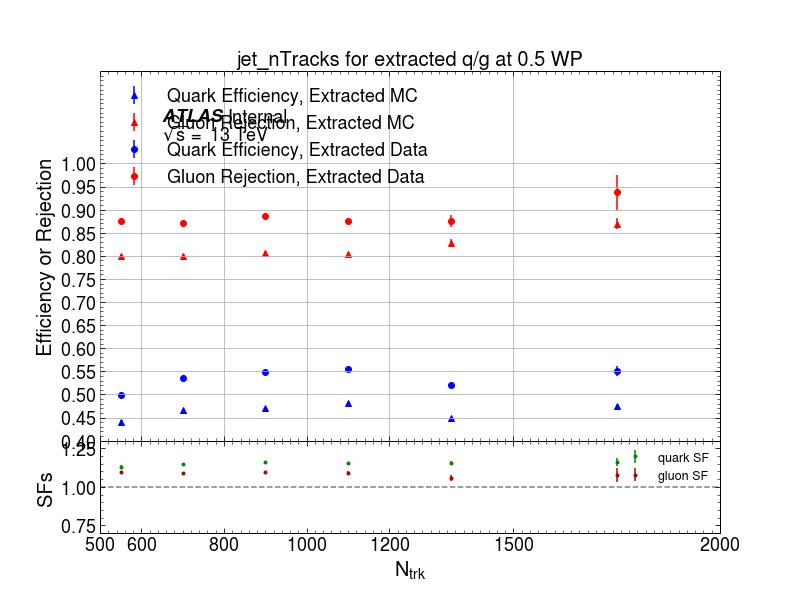 jet_nTracks for extracted q/g at 0.5 WP
Quark Efficiency, Extracted MC
ATLAS Internal
Gluon Rejection, Extracted MC
√s = 13 TeV
Quark Efficiency, Extracted Data
Gluon Rejection, Extracted Data
Efficiency or Rejection
1.00
0.95
0.90
0.85
0.80
0.75
0.70
0.65
0.60
0.55
0.50
0.45
0.40
SFs
1.25
1.00
0.75
quark SF
gluon SF
500 600 800 1000 1200 1500 2000
N_trk